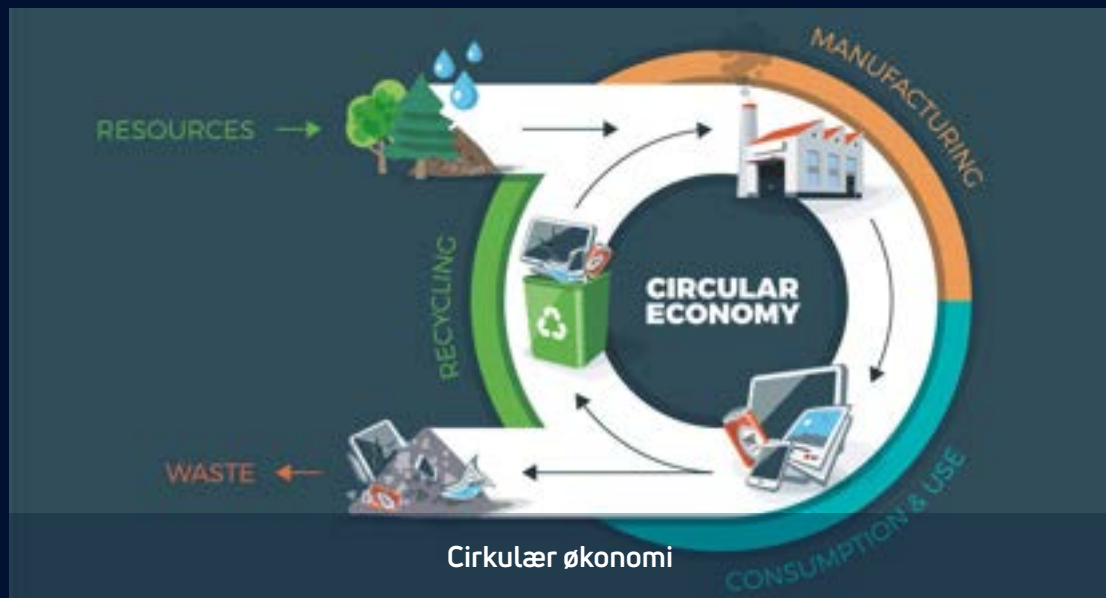 MANUFACTURING
RESOURCES
RECYCLING
CIRCULAR
ECONOMY
WASTE
CONSUMPTION & USE
Cirkulær økonomi